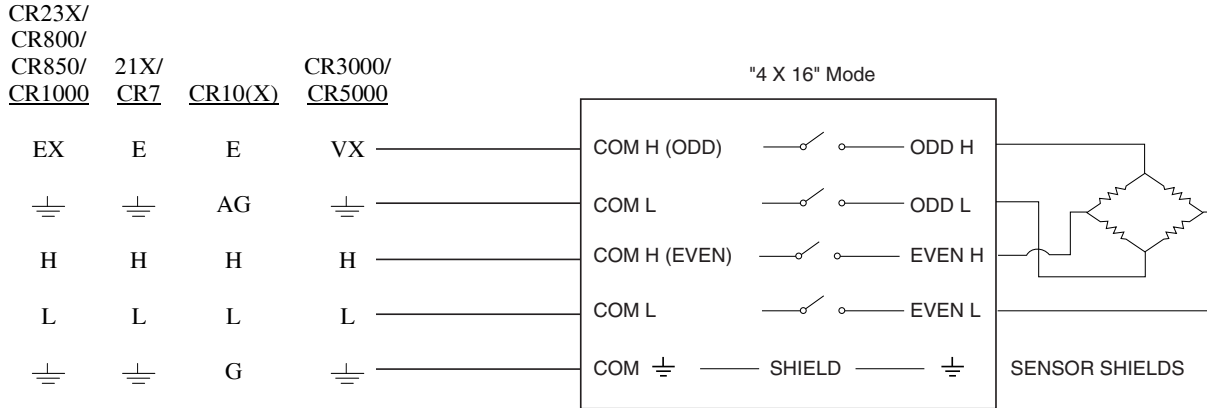 CR23X/
CR800/
CR850/ 21X/ CR3000/
CR1000 CR7 CR10(X) CR5000
"4 X 16" Mode
EX E E VX COM H (ODD) ODD H
AG COM L ODD L
H H H H COM H (EVEN) EVEN H
L L L L COM L EVEN L
G COM SHIELD SENSOR SHIELDS